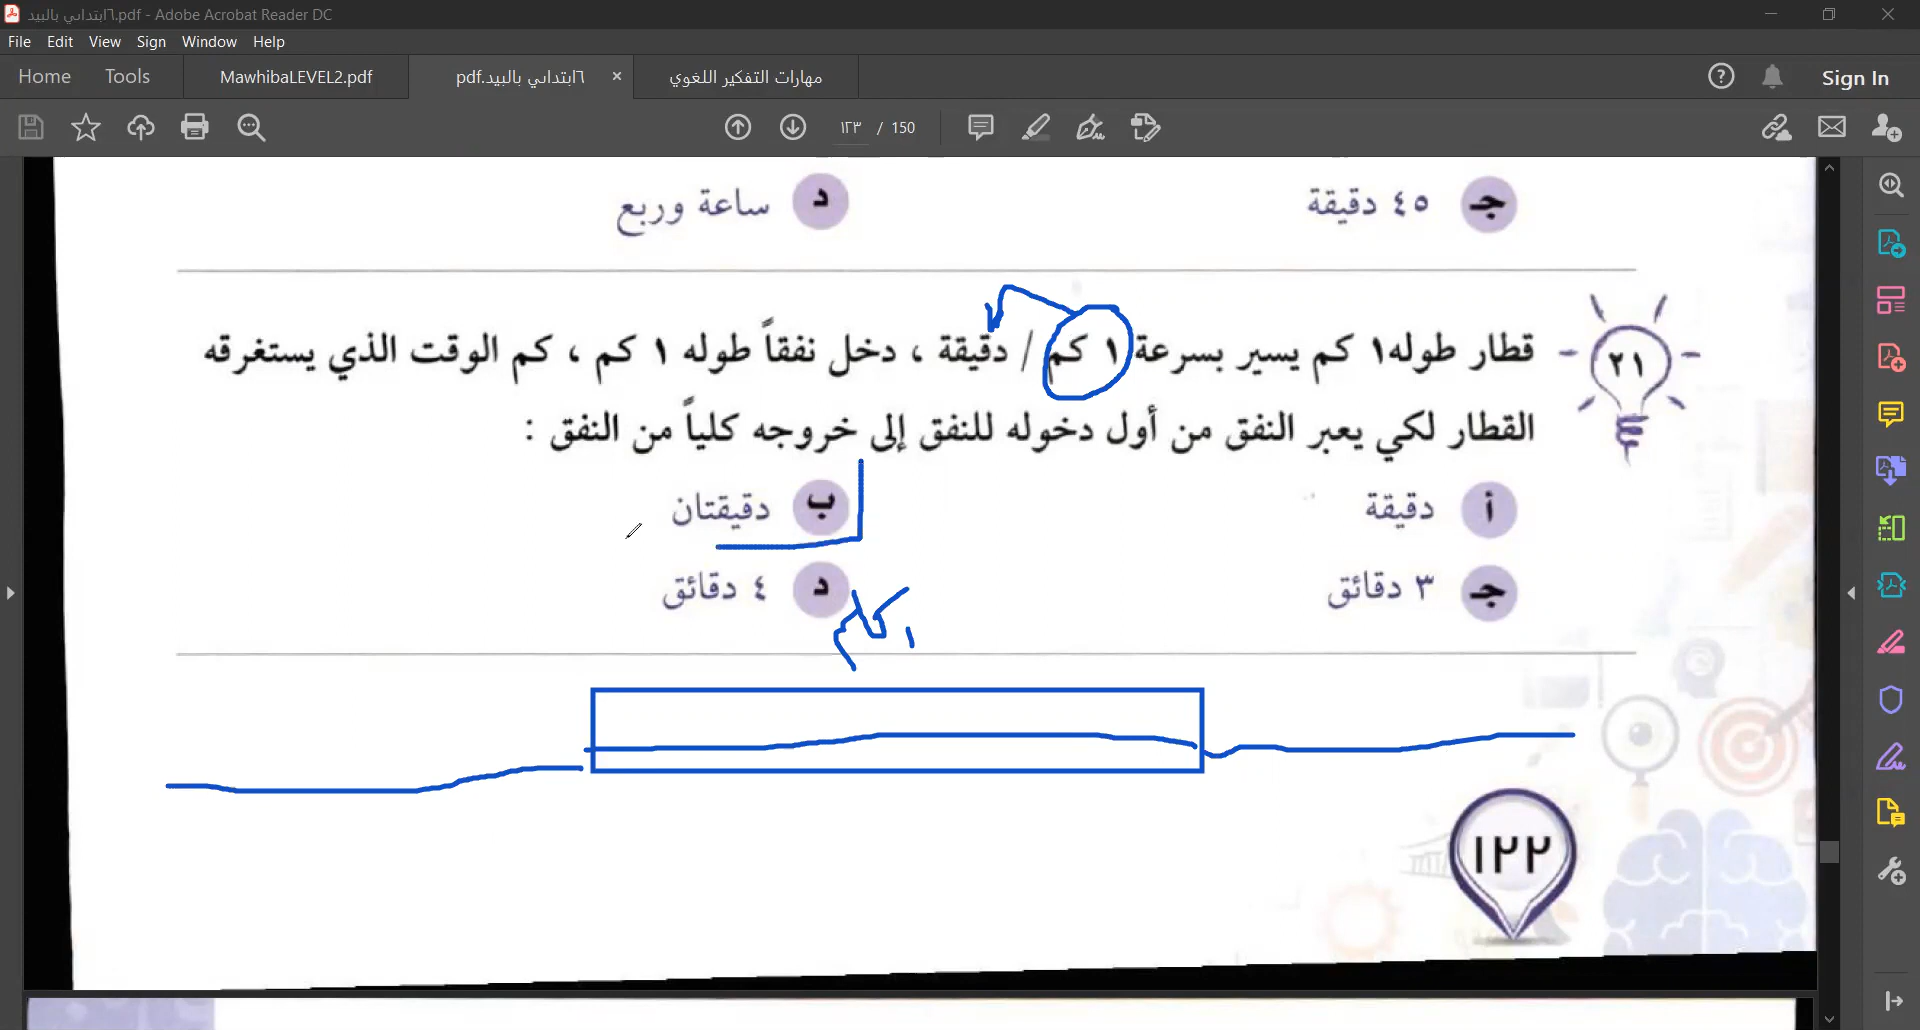 ٦ابتدائي بالبيد.pdf - Adobe Acrobat Reader DC
File Edit View Sign Window Help
Home Tools MawhibaLEVEL2.pdf ٦ابتدائي بالبيد.pdf × مهارات التفكير اللغوي Sign In
١٢٣ / 150
جـ ٤٥ دقيقة د ساعة وربع
٢١ قطار طوله١ كم يسير بسرعة ١ كم / دقيقة ، دخل نفقاً طوله ١ كم ، كم الوقت الذي يستغرقه
القطار لكي يعبر النفق من أول دخوله للنفق إلى خروجه كلياً من النفق :
أ دقيقة ب دقيقتان
جـ ٣ دقائق د ٤ دقائق
١٢٢